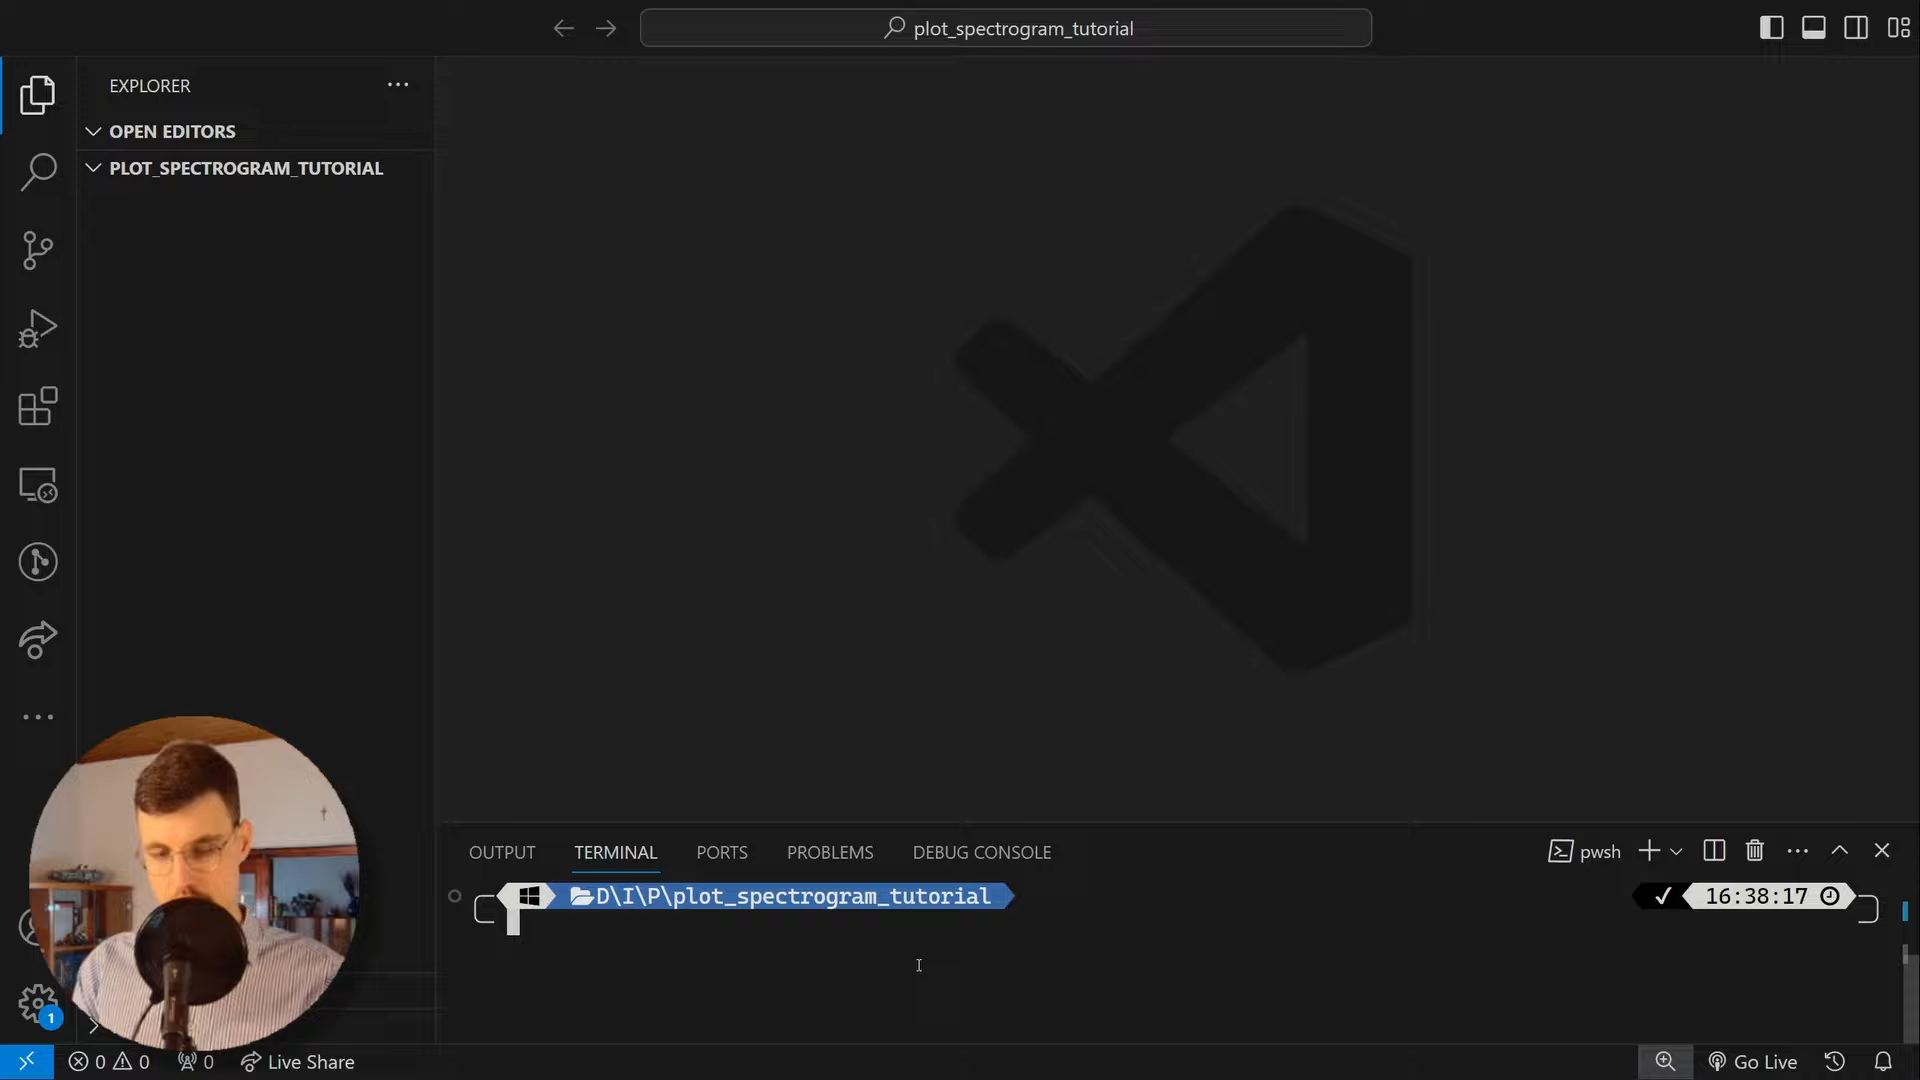 plot_spectrogram_tutorial
EXPLORER
OPEN EDITORS
PLOT_SPECTROGRAM_TUTORIAL
OUTPUT TERMINAL PORTS PROBLEMS DEBUG CONSOLE pwsh
D\I\P\plot_spectrogram_tutorial 16:38:17
1
0 0 0 Live Share Go Live